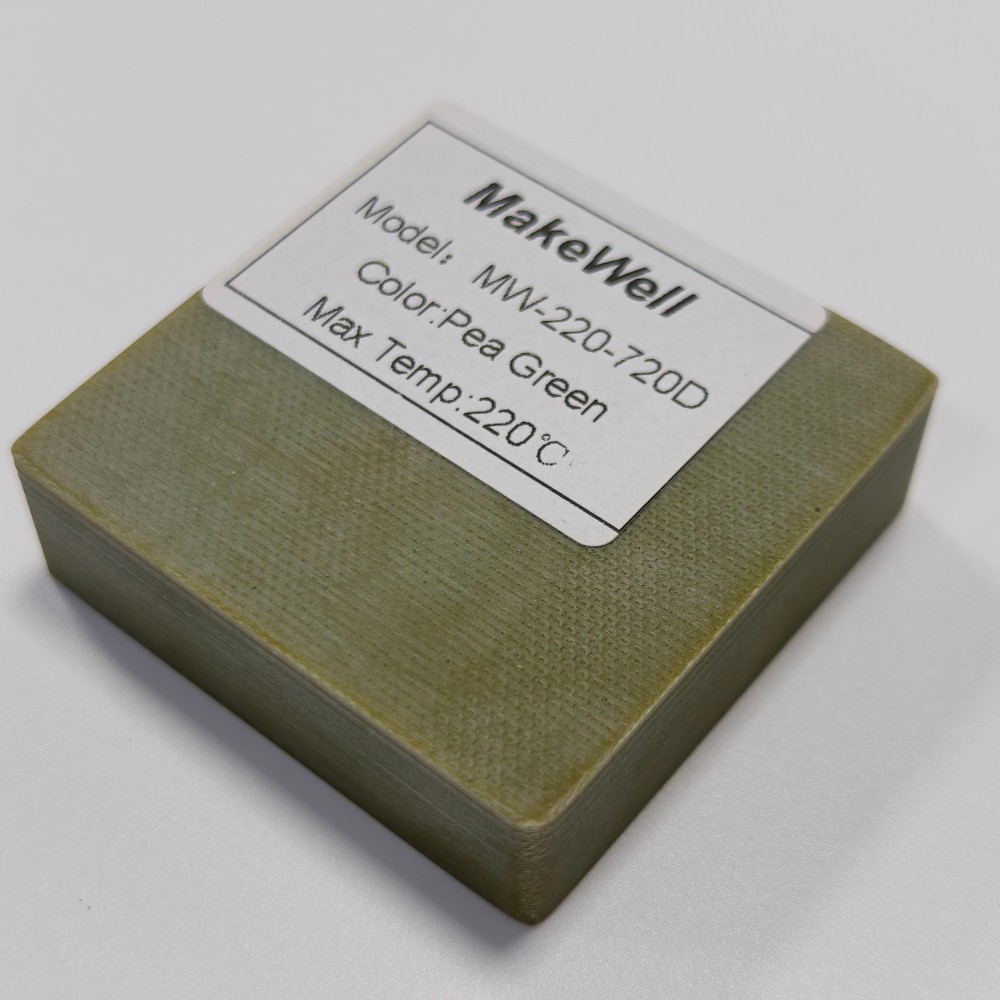 MakeWell
Model：MW-220-720D
Color:Pea Green
Max Temp:220℃